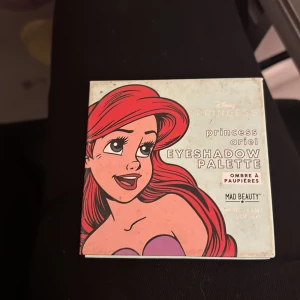 Disney
PRINCESS
princess
ariel
EYESHADOW
PALETTE
OMBRE À
PAUPIÈRES
MAD BEAUTY